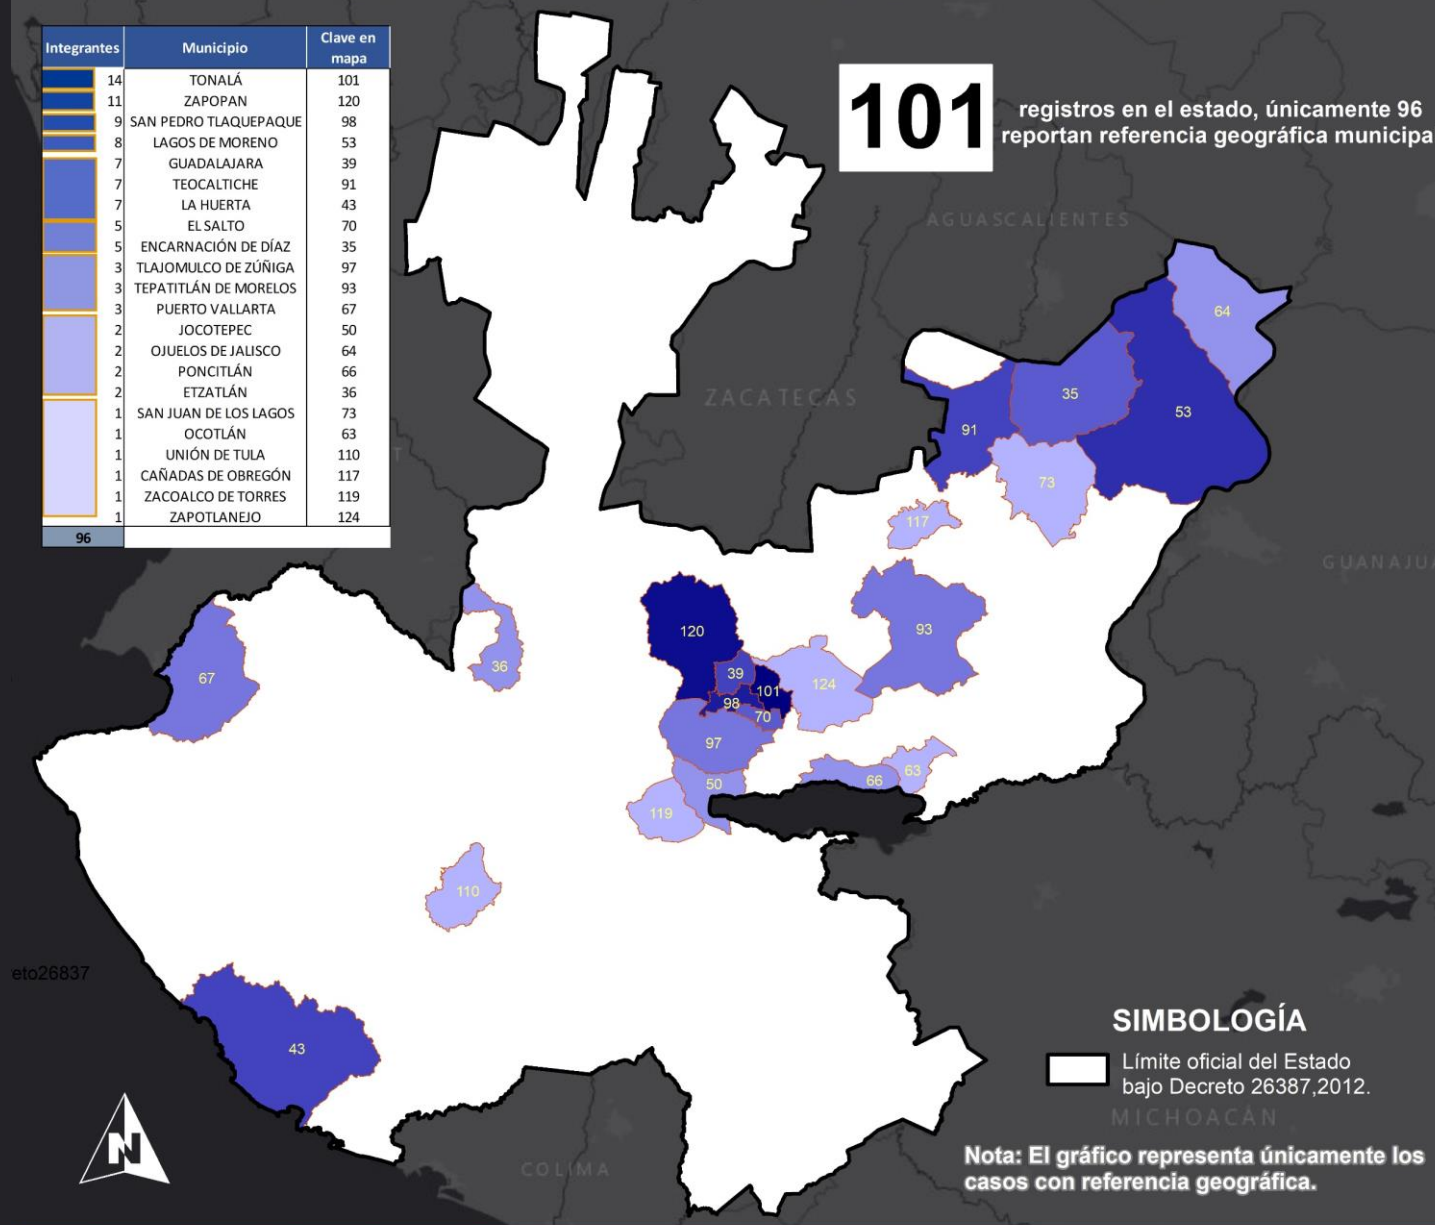 Integrantes Municipio Clave en mapa
14 TONALÁ 101
11 ZAPOPAN 120
9 SAN PEDRO TLAQUEPAQUE 98
8 LAGOS DE MORENO 53
7 GUADALAJARA 39
7 TEOCALTICHE 91
7 LA HUERTA 43
5 EL SALTO 70
5 ENCARNACIÓN DE DÍAZ 35
3 TLAJOMULCO DE ZÚÑIGA 97
3 TEPATITLÁN DE MORELOS 93
3 PUERTO VALLARTA 67
2 JOCOTEPEC 50
2 OJUELOS DE JALISCO 64
2 PONCITLÁN 66
2 ETZATLÁN 36
1 SAN JUAN DE LOS LAGOS 73
1 OCOTLÁN 63
1 UNIÓN DE TULA 110
1 CAÑADAS DE OBREGÓN 117
1 ZACOALCO DE TORRES 119
1 ZAPOTLANEJO 124
96
101
registros en el estado, únicamente 96
reportan referencia geográfica municipa
AGUASCALIENTES
64
ZACATECAS
35
53
91
T
73
117
GUANAJUA
120
93
36
67
39
124
101
98
70
97
63
66
50
119
110
eto26837
43
SIMBOLOGÍA
Límite oficial del Estado
bajo Decreto 26387,2012.
MICHOACÁN
N
COLIMA
Nota: El gráfico representa únicamente los
casos con referencia geográfica.